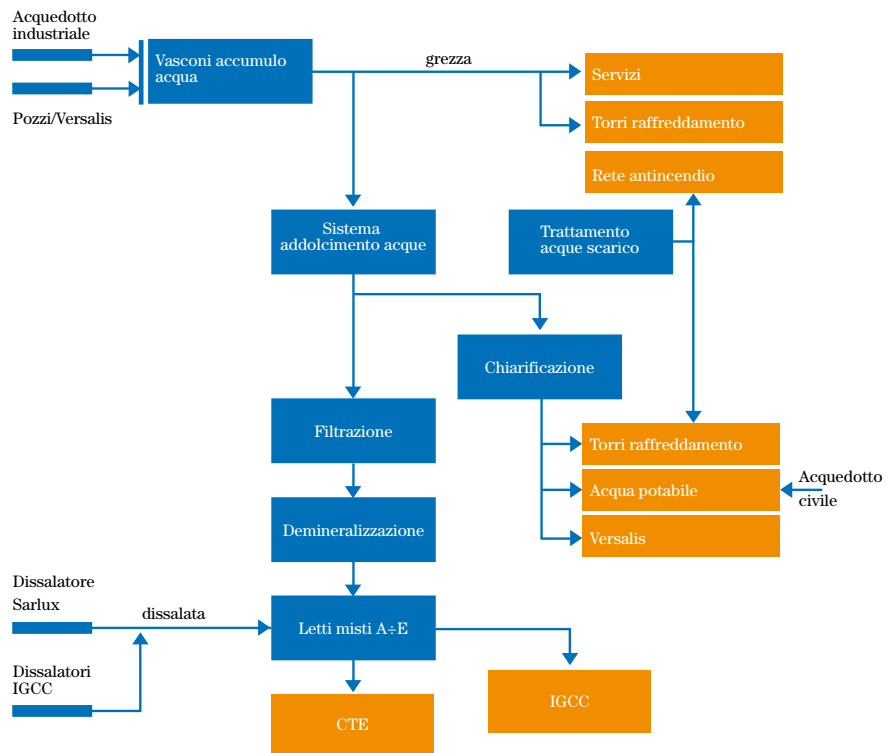 Acquedotto
industriale
Vasconi accumulo
acqua
grezza
Servizi
Pozzi/Versalis
Torri raffreddamento
Rete antincendio
Sistema
addolcimento acque
Trattamento
acque scarico
Chiarificazione
Filtrazione
Torri raffreddamento
Acqua potabile
Acquedotto
civile
Versalis
Demineralizzazione
Dissalatore
Sarlux
dissalata
Letti misti A÷E
Dissalatori
IGCC
IGCC
CTE